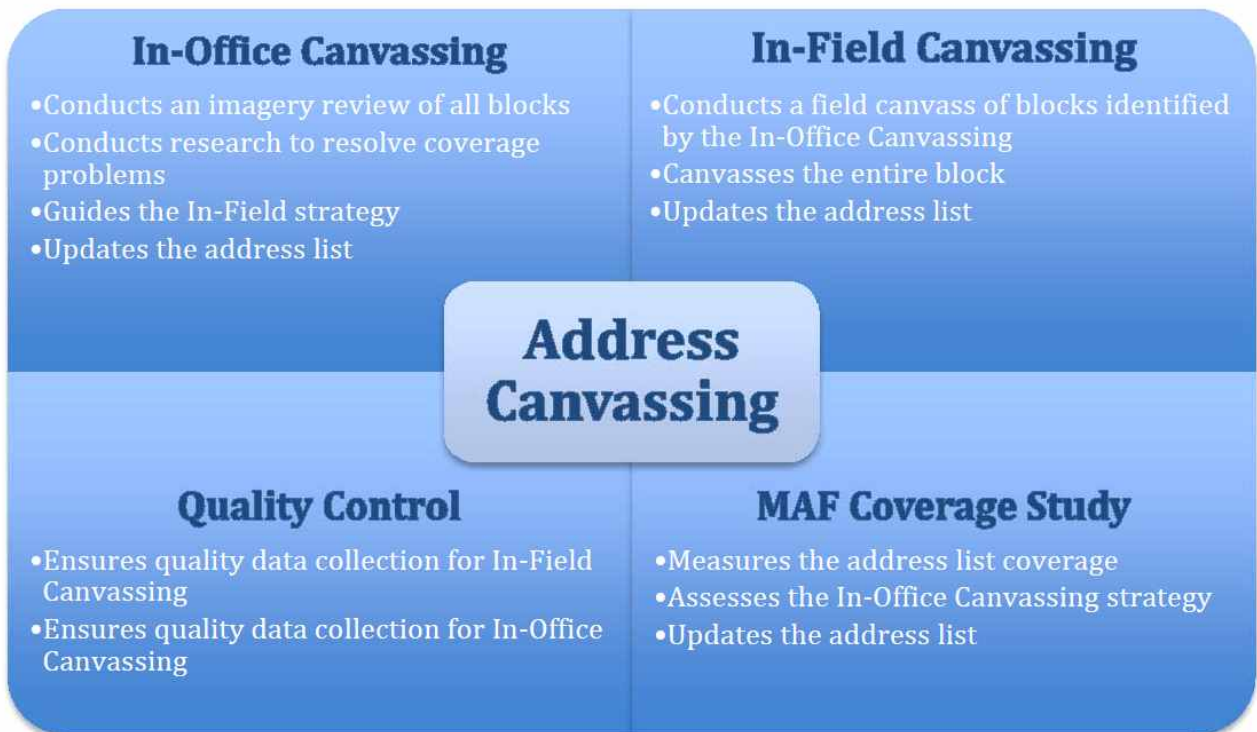 In-Office Canvassing
•Conducts an imagery review of all blocks
•Conducts research to resolve coverage
problems
•Guides the In-Field strategy
•Updates the address list
In-Field Canvassing
•Conducts a field canvass of blocks identified
by the In-Office Canvassing
•Canvasses the entire block
•Updates the address list
Address
Canvassing
Quality Control
•Ensures quality data collection for In-Field
Canvassing
•Ensures quality data collection for In-Office
Canvassing
MAF Coverage Study
•Measures the address list coverage
•Assesses the In-Office Canvassing strategy
•Updates the address list